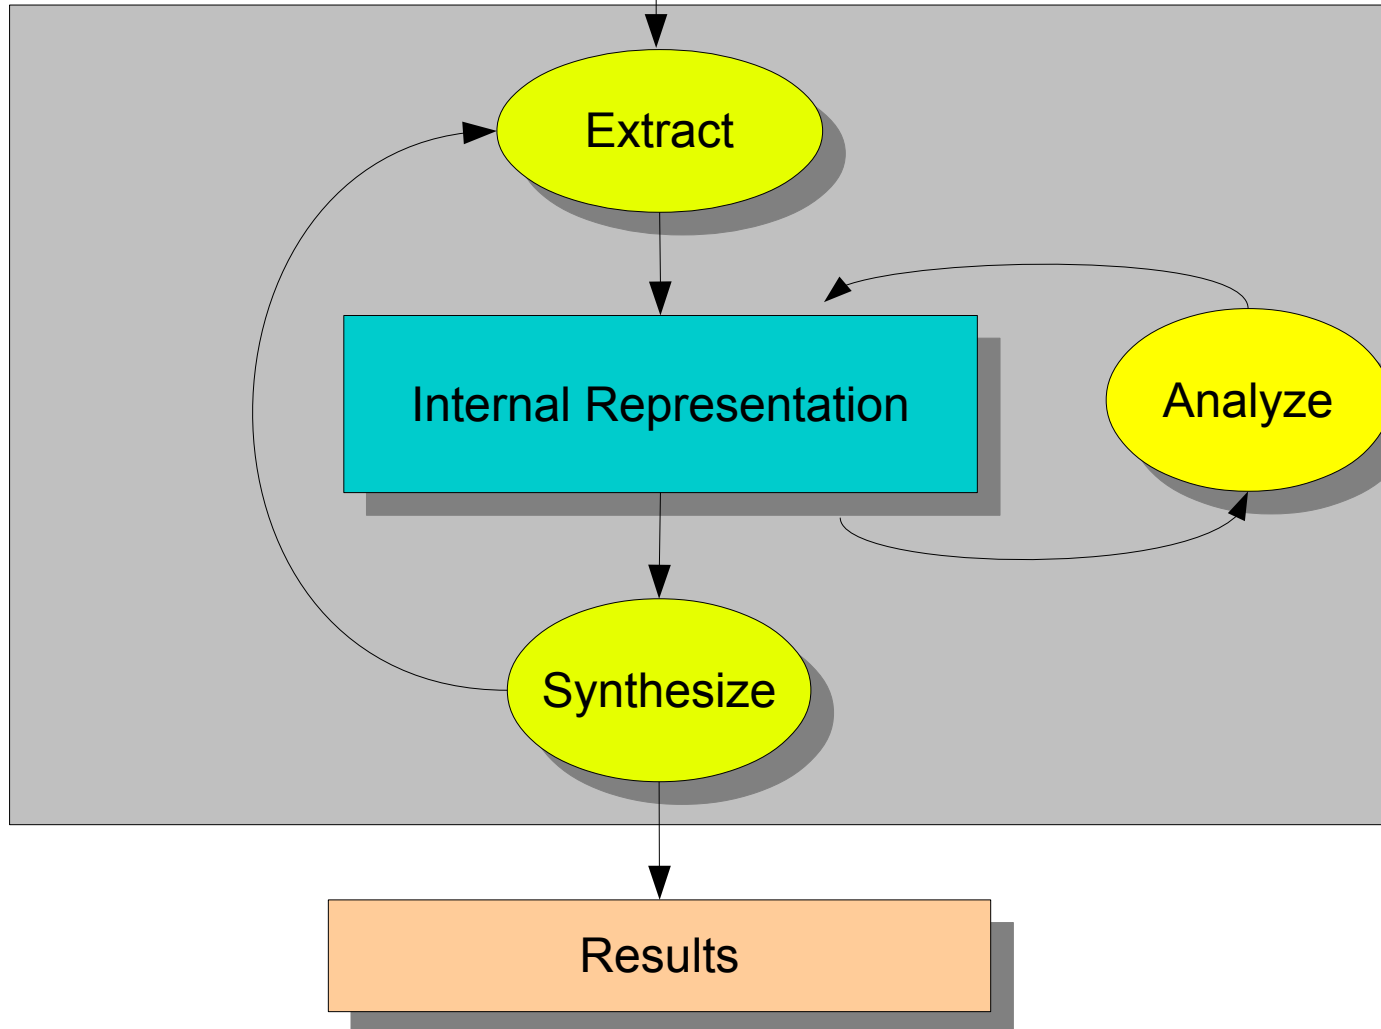 Extract
Internal Representation
Analyze
Synthesize
Results